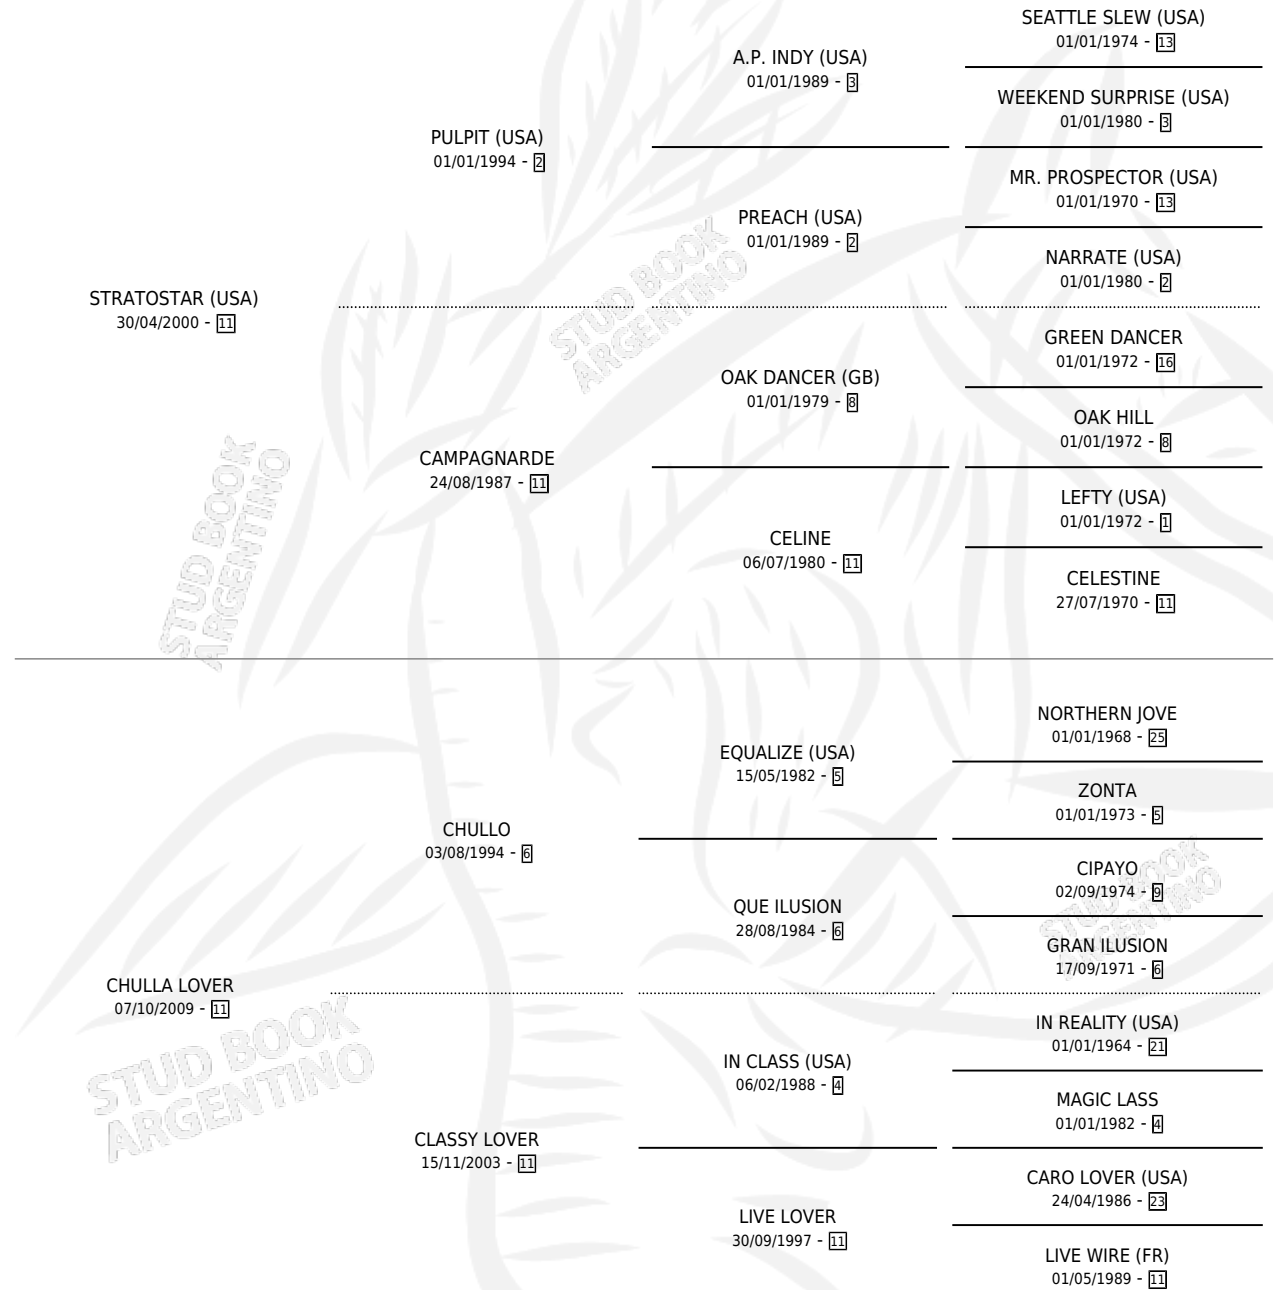 SEATTLE SLEW (USA)
01/01/1974 - 13
A.P. INDY (USA)
01/01/1989 - 3
WEEKEND SURPRISE (USA)
01/01/1980 - 3
PULPIT (USA)
01/01/1994 - 2
MR. PROSPECTOR (USA)
01/01/1970 - 13
PREACH (USA)
01/01/1989 - 2
NARRATE (USA)
01/01/1980 - 2
STRATOSTAR (USA)
30/04/2000 - 11
GREEN DANCER
01/01/1972 - 16
OAK DANCER (GB)
01/01/1979 - 8
OAK HILL
01/01/1972 - 8
CAMPAGNARDE
24/08/1987 - 11
LEFTY (USA)
01/01/1972 - 1
CELINE
06/07/1980 - 11
CELESTINE
27/07/1970 - 11
NORTHERN JOVE
01/01/1968 - 25
EQUALIZE (USA)
15/05/1982 - 5
ZONTA
01/01/1973 - 5
CHULLO
03/08/1994 - 6
CIPAYO
02/09/1974 - 9
QUE ILUSION
28/08/1984 - 6
GRAN ILUSION
17/09/1971 - 6
CHULLA LOVER
07/10/2009 - 11
IN REALITY (USA)
01/01/1964 - 21
IN CLASS (USA)
06/02/1988 - 4
MAGIC LASS
01/01/1982 - 4
CLASSY LOVER
15/11/2003 - 11
CARO LOVER (USA)
24/04/1986 - 23
LIVE LOVER
30/09/1997 - 11
LIVE WIRE (FR)
01/05/1989 - 11
STUD BOOK
ARGENTINO
STUD BOOK
ARGENTINO
STUD BOOK
ARGENTINO
STUD BOOK
ARGENTINO